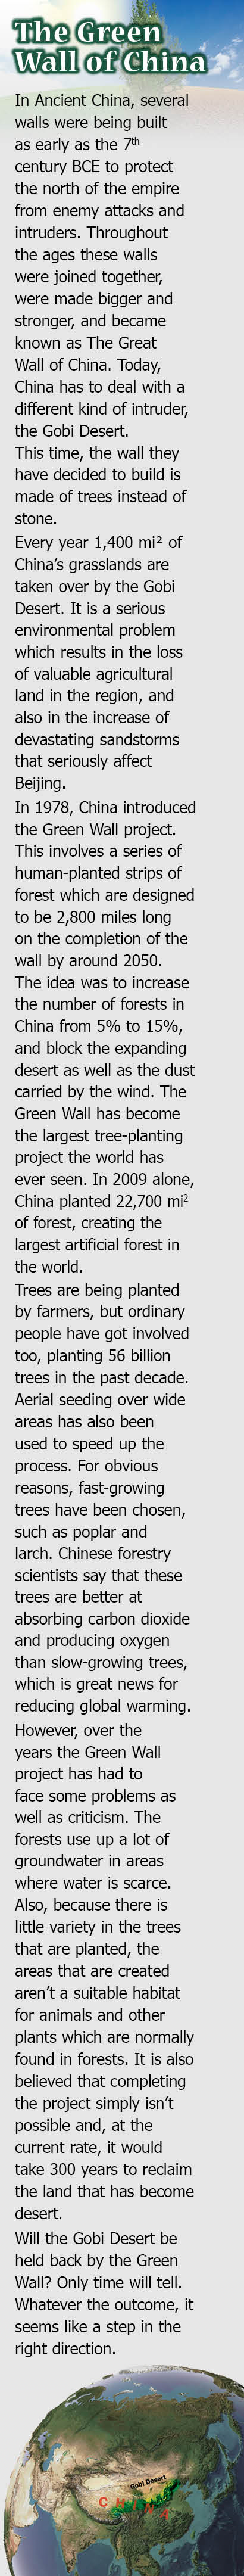 The Green
Wall of China
In Ancient China, several
walls were being built
as early as the 7th
century BCE to protect
the north of the empire
from enemy attacks and
intruders. Throughout
the ages these walls
were joined together,
were made bigger and
stronger, and became
known as The Great
Wall of China. Today,
China has to deal with a
different kind of intruder,
the Gobi Desert.
This time, the wall they
have decided to build is
made of trees instead of
stone.
Every year 1,400 mi² of
China's grasslands are
taken over by the Gobi
Desert. It is a serious
environmental problem
which results in the loss
of valuable agricultural
land in the region, and
also in the increase of
devastating sandstorms
that seriously affect
Beijing.
In 1978, China introduced
the Green Wall project.
This involves a series of
human-planted strips of
forest which are designed
to be 2,800 miles long
on the completion of the
wall by around 2050.
The idea was to increase
the number of forests in
China from 5% to 15%,
and block the expanding
desert as well as the dust
carried by the wind. The
Green Wall has become
the largest tree-planting
project the world has
ever seen. In 2009 alone,
China planted 22,700 mi²
of forest, creating the
largest artificial forest in
the world.
Trees are being planted
by farmers, but ordinary
people have got involved
too, planting 56 billion
trees in the past decade.
Aerial seeding over wide
areas has also been
used to speed up the
process. For obvious
reasons, fast-growing
trees have been chosen,
such as poplar and
larch. Chinese forestry
scientists say that these
trees are better at
absorbing carbon dioxide
and producing oxygen
than slow-growing trees,
which is great news for
reducing global warming.
However, over the
years the Green Wall
project has had to
face some problems as
well as criticism. The
forests use up a lot of
groundwater in areas
where water is scarce.
Also, because there is
little variety in the trees
that are planted, the
areas that are created
aren't a suitable habitat
for animals and other
plants which are normally
found in forests. It is also
believed that completing
the project simply isn't
possible and, at the
current rate, it would
take 300 years to reclaim
the land that has become
desert.
Will the Gobi Desert be
held back by the Green
Wall? Only time will tell.
Whatever the outcome, it
seems like a step in the
right direction.
Gobi Desert
CHINA